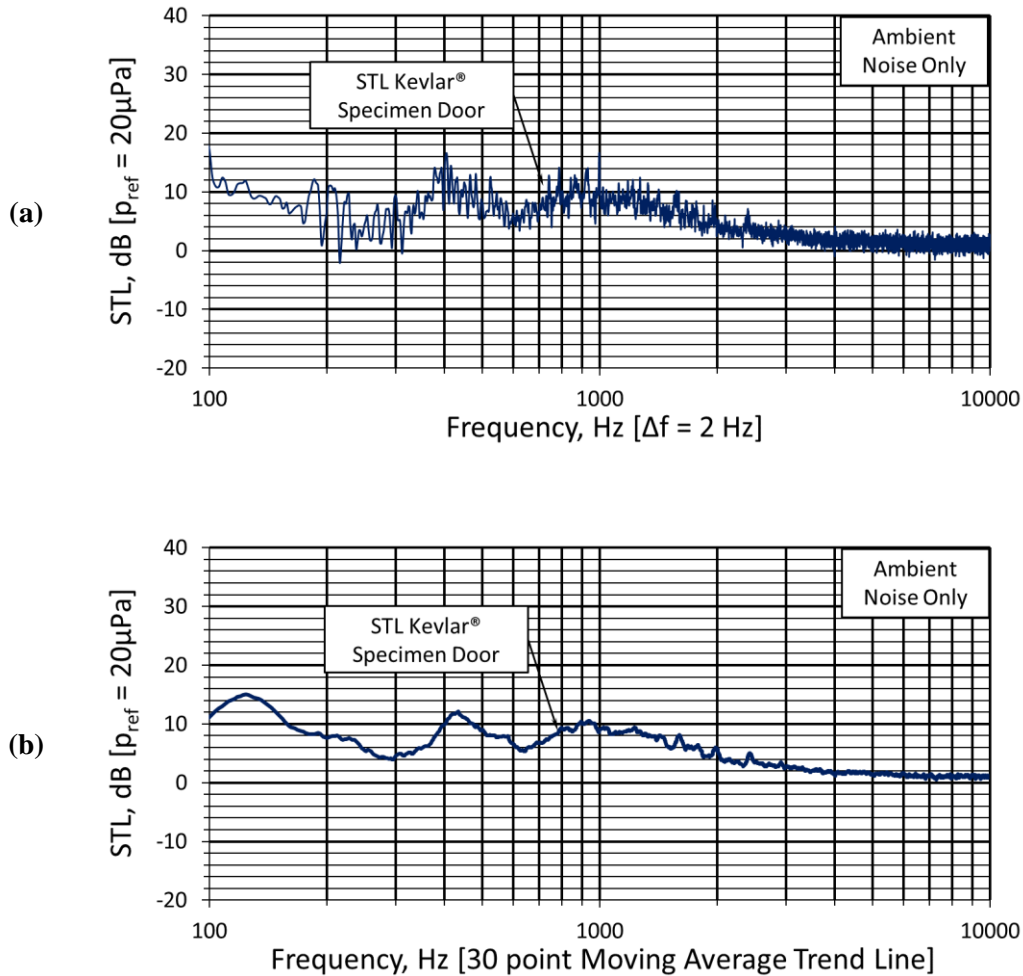 (a)
STL, dB [pref = 20µPa]
40
30
20
10
0
-10
-20
Ambient
Noise Only
STL Kevlar®
Specimen Door
100
1000
10000
Frequency, Hz [Δf = 2 Hz]
(b)
STL, dB [pref = 20µPa]
40
30
20
10
0
-10
-20
Ambient
Noise Only
STL Kevlar®
Specimen Door
100
1000
10000
Frequency, Hz [30 point Moving Average Trend Line]